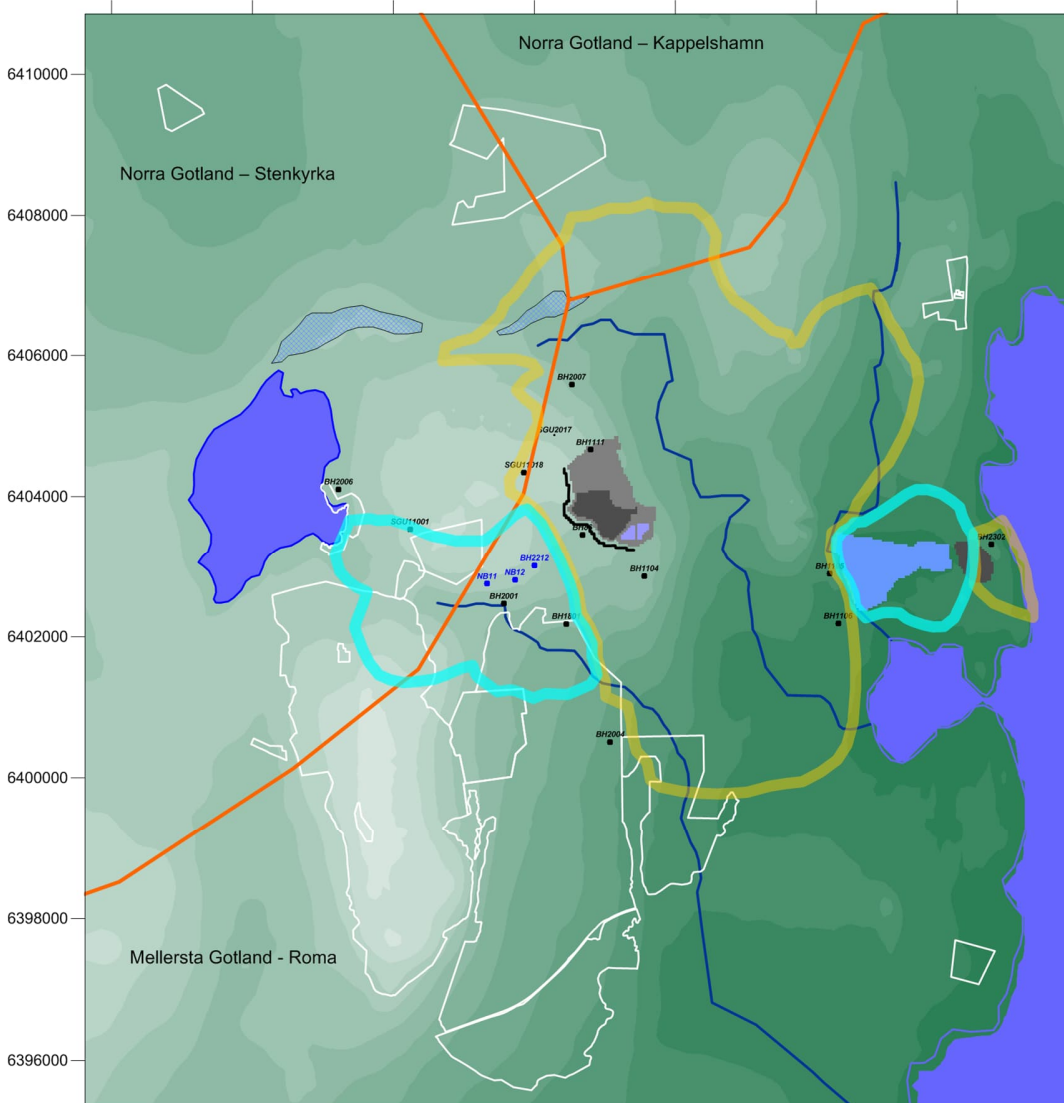 Norra Gotland – Kappelshamn
6410000
Norra Gotland – Stenkyrka
6408000
6406000
BH2007
SGU2017
BH1111
SGU11018
BH2006
6404000
SGU11001
BH2302
BH2212
NB12
NB11
BH1104
BH2001
BH1106
6402000
BH2004
6400000
6398000
Mellersta Gotland - Roma
6396000